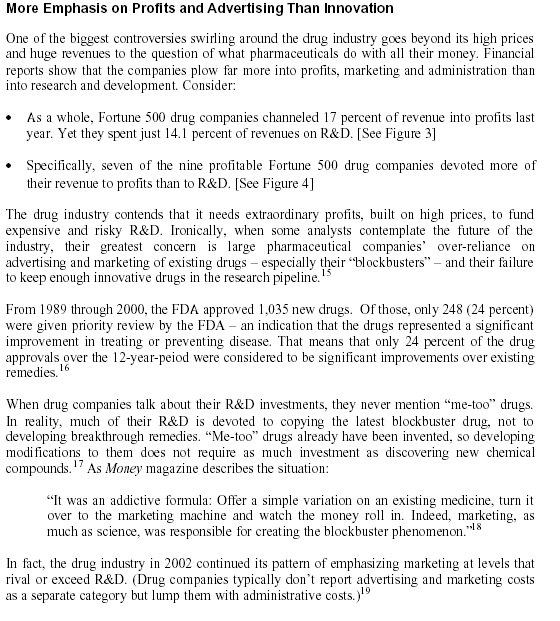 More Emphasis on Profits and Advertising Than Innovation
One of the biggest controversies swirling around the drug industry goes beyond its high prices
and huge revenues to the question of what pharmaceuticals do with all their money. Financial
reports show that the companies plow far more into profits, marketing and administration than
into research and development. Consider:
• As a whole, Fortune 500 drug companies channeled 17 percent of revenue into profits last
year. Yet they spent just 14.1 percent of revenues on R&D. [See Figure 3]
• Specifically, seven of the nine profitable Fortune 500 drug companies devoted more of
their revenue to profits than to R&D. [See Figure 4]
The drug industry contends that it needs extraordinary profits, built on high prices, to fund
expensive and risky R&D. Ironically, when some analysts contemplate the future of the
industry, their greatest concern is large pharmaceutical companies' over-reliance on
advertising and marketing of existing drugs – especially their "blockbusters" – and their failure
to keep enough innovative drugs in the research pipeline.15
From 1989 through 2000, the FDA approved 1,035 new drugs. Of those, only 248 (24 percent)
were given priority review by the FDA – an indication that the drugs represented a significant
improvement in treating or preventing disease. That means that only 24 percent of the drug
approvals over the 12-year-peiod were considered to be significant improvements over existing
remedies.16
When drug companies talk about their R&D investments, they never mention "me-too" drugs.
In reality, much of their R&D is devoted to copying the latest blockbuster drug, not to
developing breakthrough remedies. "Me-too" drugs already have been invented, so developing
modifications to them does not require as much investment as discovering new chemical
compounds.17 As Money magazine describes the situation:
"It was an addictive formula: Offer a simple variation on an existing medicine, turn it
over to the marketing machine and watch the money roll in. Indeed, marketing, as
much as science, was responsible for creating the blockbuster phenomenon."18
In fact, the drug industry in 2002 continued its pattern of emphasizing marketing at levels that
rival or exceed R&D. (Drug companies typically don't report advertising and marketing costs
as a separate category but lump them with administrative costs.)19